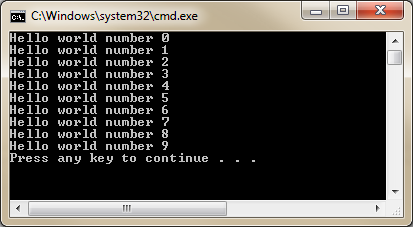 C:\Windows\system32\cmd.exe
Hello world number 0
Hello world number 1
Hello world number 2
Hello world number 3
Hello world number 4
Hello world number 5
Hello world number 6
Hello world number 7
Hello world number 8
Hello world number 9
Press any key to continue . . .